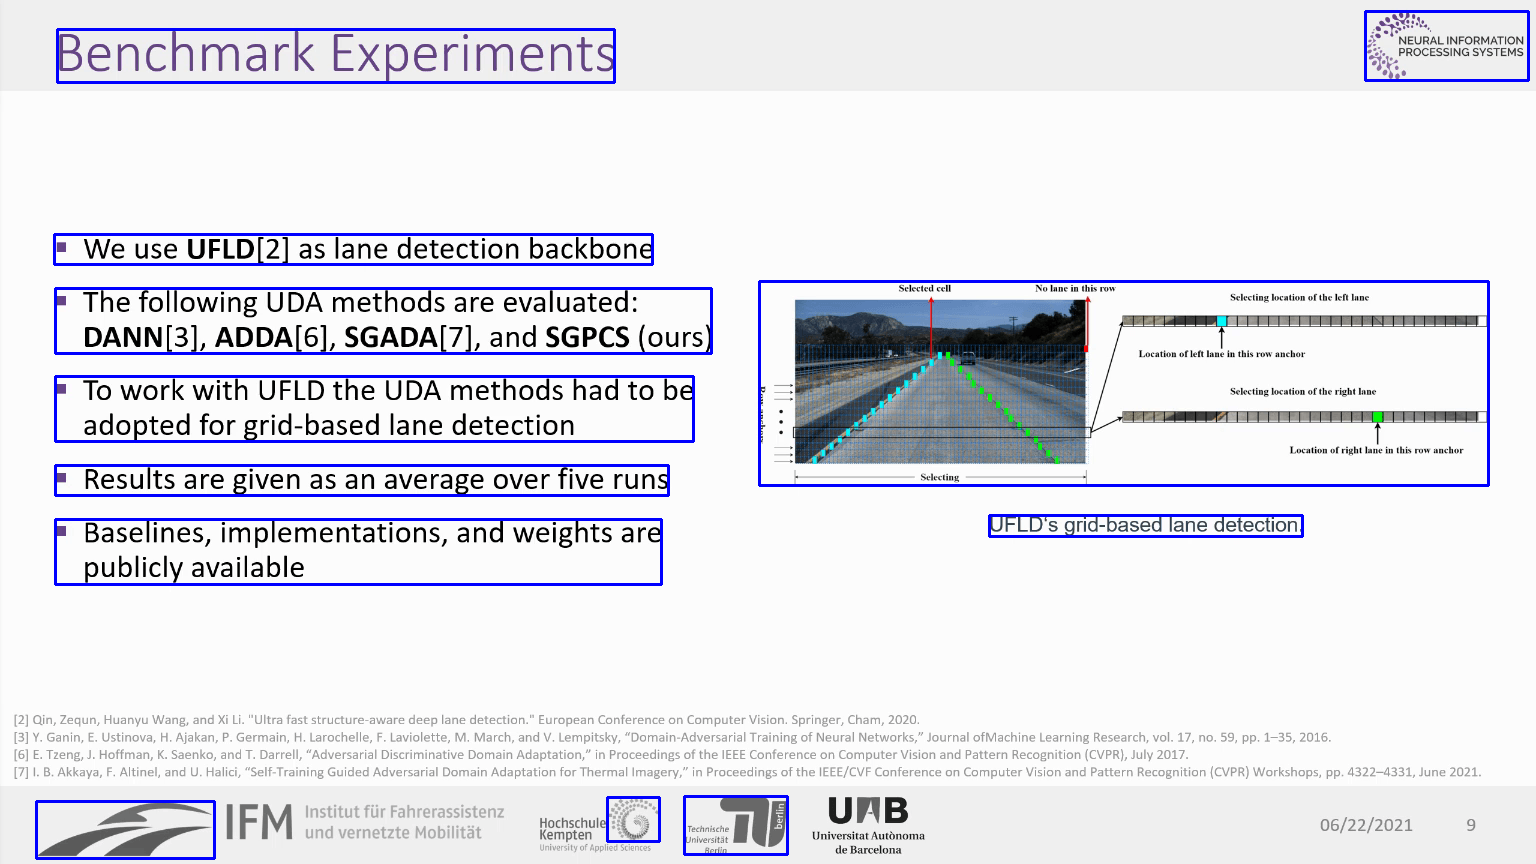 Benchmark Experiments
NEURAL INFORMATION
PROCESSING SYSTEMS
We use UFLD[2] as lane detection backbone
The following UDA methods are evaluated:
DANN[3], ADDA[6], SGADA[7], and SGPCS (ours)
To work with UFLD the UDA methods had to be
adopted for grid-based lane detection
Results are given as an average over five runs
Baselines, implementations, and weights are
publicly available
Selected cell
No lane in this row
Selecting location of the left lane
Location of left lane in this row anchor
Selecting location of the right lane
Location of right lane in this row anchor
Selecting
UFLD's grid-based lane detection.
[2] Qin, Zequn, Huanyu Wang, and Xi Li. "Ultra fast structure-aware deep lane detection." European Conference on Computer Vision. Springer, Cham, 2020.
[3] Y. Ganin, E. Ustinova, H. Ajakan, P. Germain, H. Larochelle, F. Laviolette, M. March, and V. Lempitsky, “Domain-Adversarial Training of Neural Networks,” Journal ofMachine Learning Research, vol. 17, no. 59, pp. 1–35, 2016.
[6] E. Tzeng, J. Hoffman, K. Saenko, and T. Darrell, “Adversarial Discriminative Domain Adaptation,” in Proceedings of the IEEE Conference on Computer Vision and Pattern Recognition (CVPR), July 2017.
[7] I. B. Akkaya, F. Altinel, and U. Halici, “Self-Training Guided Adversarial Domain Adaptation for Thermal Imagery,” in Proceedings of the IEEE/CVF Conference on Computer Vision and Pattern Recognition (CVPR) Workshops, pp. 4322–4331, June 2021.
IFM
Institut für Fahrerassistenz
und vernetzte Mobilität
Hochschule
Kempten
University of Applied Sciences
Technische
Universität
Berlin
berlin
UAB
Universitat Autònoma
de Barcelona
06/22/2021
9